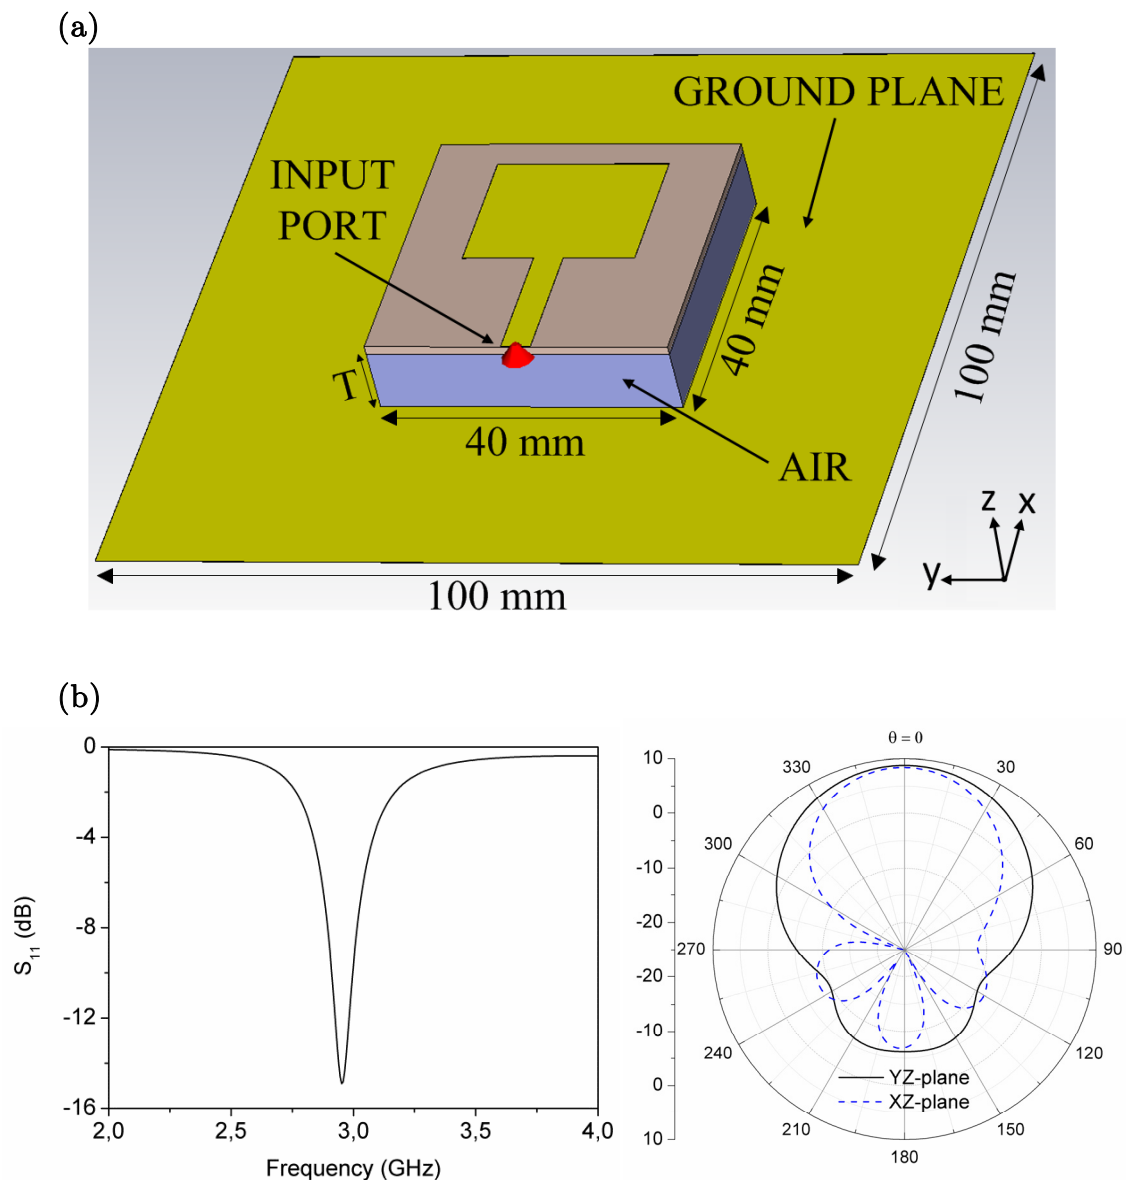 (a)
GROUND PLANE
INPUT
PORT
T
40 mm
40 mm
100 mm
AIR
z x
y
100 mm
(b)
0
-4
-8
-12
-16
2,0 2,5 3,0 3,5 4,0
S11 (dB)
Frequency (GHz)
θ = 0
10
0
-10
-20
-20
-10
0
10
330 30
300 60
270 90
240 120
210 150
180
YZ-plane
XZ-plane